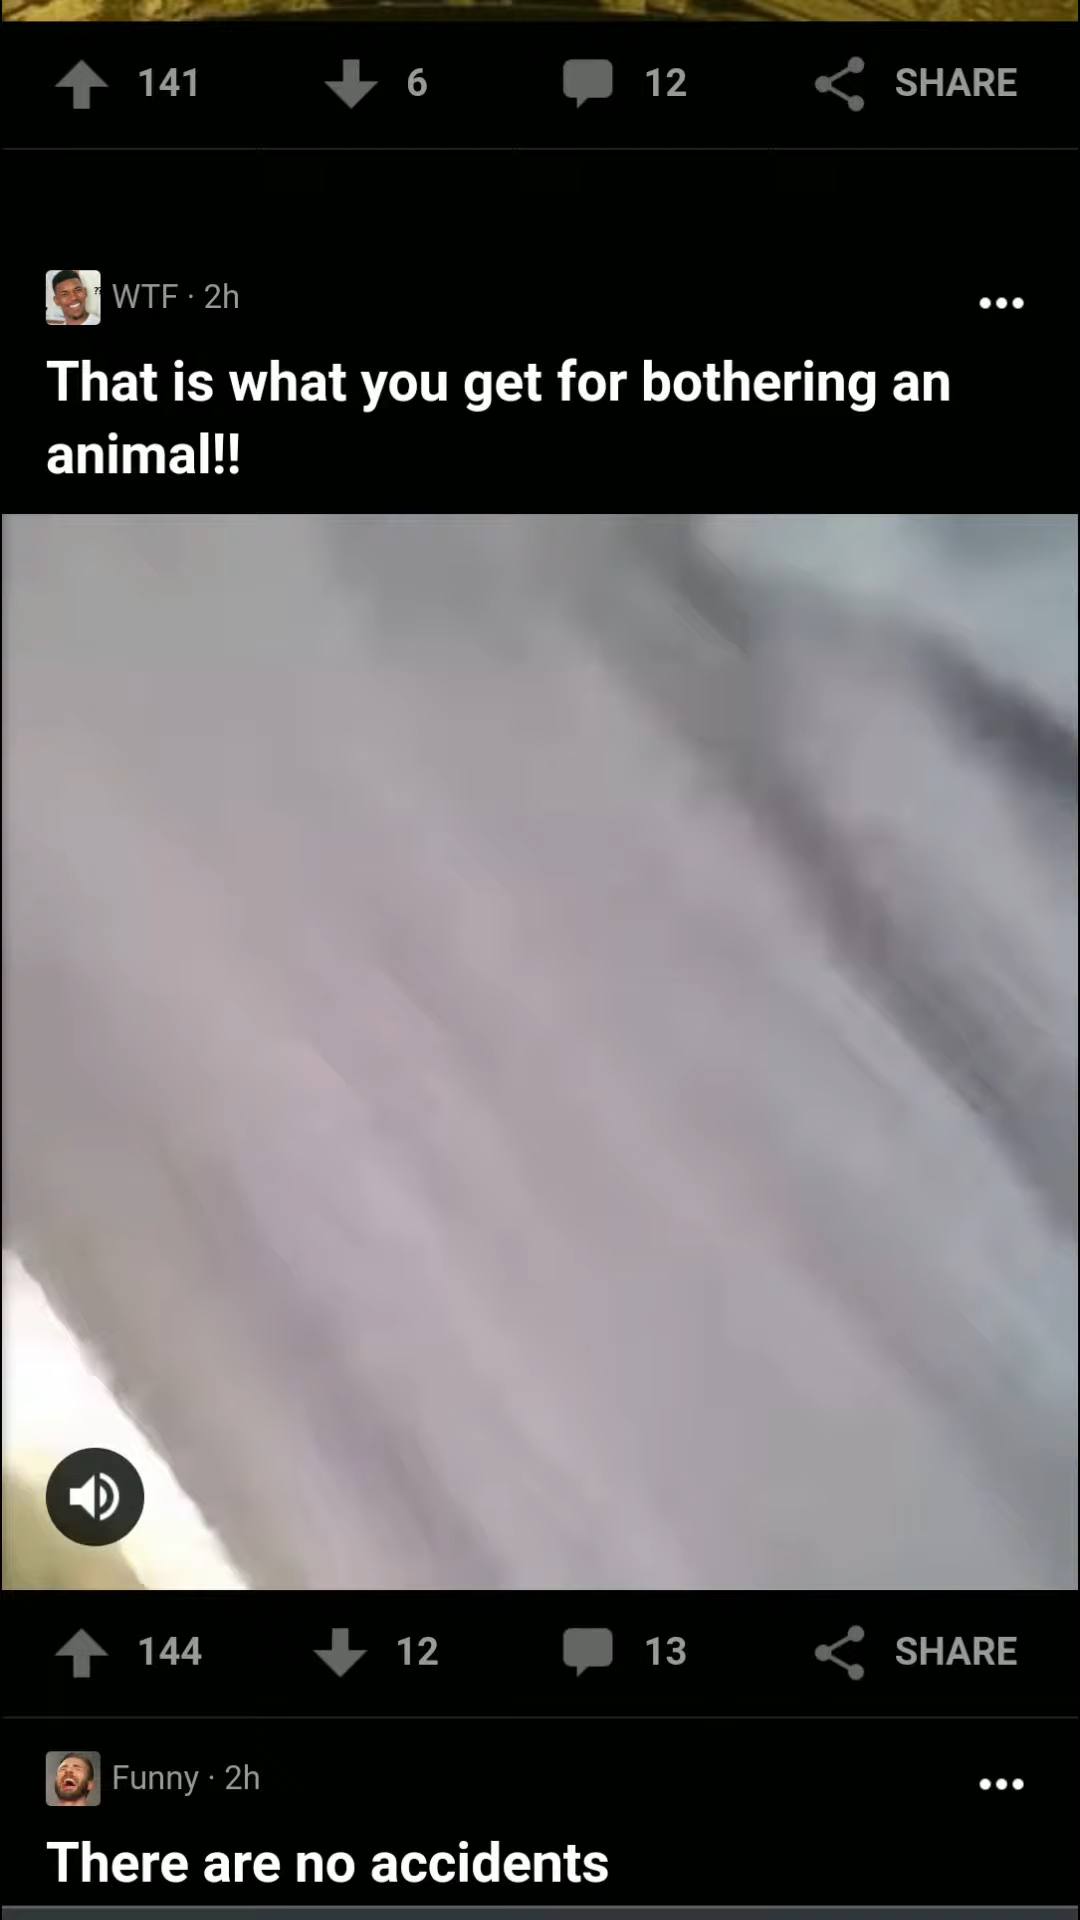 141 6 12 SHARE
WTF · 2h
That is what you get for bothering an
animal!!
144 12 13 SHARE
Funny · 2h
There are no accidents